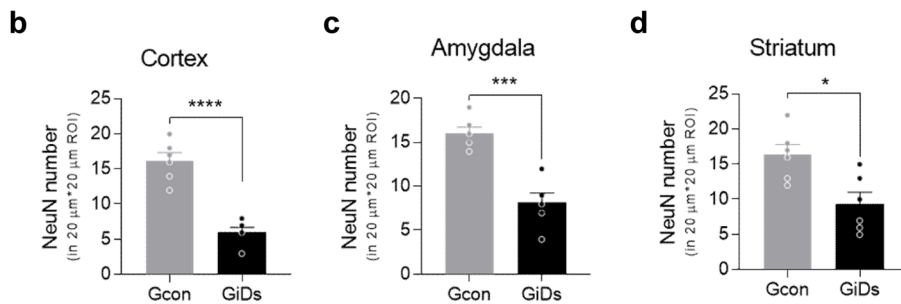 b
Cortex
NeuN number
(in 20 μm*20 μm ROI)
25
20
15
10
5
0
****
Gcon
GiDs
c
Amygdala
NeuN number
(in 20 μm*20 μm ROI)
20
15
10
5
0
***
Gcon
GiDs
d
Striatum
NeuN number
(in 20 μm*20 μm ROI)
25
20
15
10
5
0
*
Gcon
GiDs